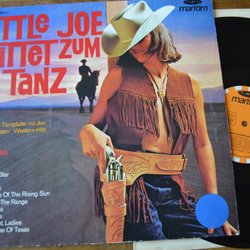 TTLE JOE
ITTET ZUM
TANZ
maritim
Tanzplatte mit den
Western-Hits
Star
e Of The Rising Sun
The Range
s
a
t, Ladies
se Of Texas
maritim